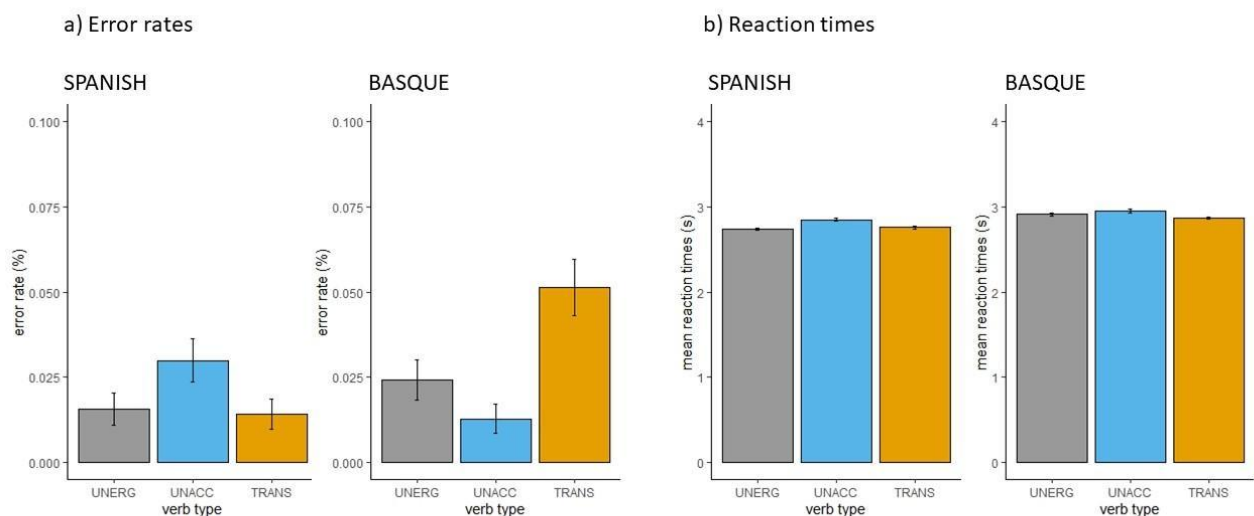 a) Error rates
SPANISH
0.100
0.075
0.050
0.025
0.000
error rate (%)
UNERG UNACC TRANS
verb type
BASQUE
0.100
0.075
0.050
0.025
0.000
error rate (%)
UNERG UNACC TRANS
verb type
b) Reaction times
SPANISH
4
3
2
1
0
mean reaction times (s)
UNERG UNACC TRANS
verb type
BASQUE
4
3
2
1
0
mean reaction times (s)
UNERG UNACC TRANS
verb type